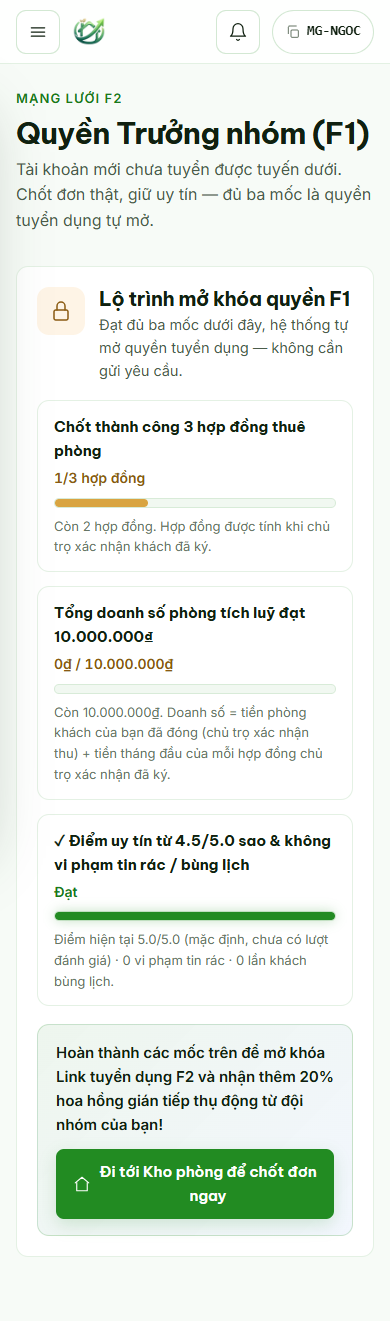 MG-NGOC
MẠNG LƯỚI F2
Quyền Trưởng nhóm (F1)
Tài khoản mới chưa tuyển được tuyến dưới.
Chốt đơn thật, giữ uy tín — đủ ba mốc là quyền
tuyển dụng tự mở.
Lộ trình mở khóa quyền F1
Đạt đủ ba mốc dưới đây, hệ thống tự
mở quyền tuyển dụng — không cần
gửi yêu cầu.
Chốt thành công 3 hợp đồng thuê
phòng
1/3 hợp đồng
Còn 2 hợp đồng. Hợp đồng được tính khi chủ
trọ xác nhận khách đã ký.
Tổng doanh số phòng tích luỹ đạt
10.000.000₫
0₫ / 10.000.000₫
Còn 10.000.000₫. Doanh số = tiền phòng
khách của bạn đã đóng (chủ trọ xác nhận
thu) + tiền tháng đầu của mỗi hợp đồng chủ
trọ xác nhận đã ký.
✓ Điểm uy tín từ 4.5/5.0 sao & không
vi phạm tin rác / bùng lịch
Đạt
Điểm hiện tại 5.0/5.0 (mặc định, chưa có lượt
đánh giá) · 0 vi phạm tin rác · 0 lần khách
bùng lịch.
Hoàn thành các mốc trên để mở khóa
Link tuyển dụng F2 và nhận thêm 20%
hoa hồng gián tiếp thụ động từ đội
nhóm của bạn!
Đi tới Kho phòng để chốt đơn
ngay